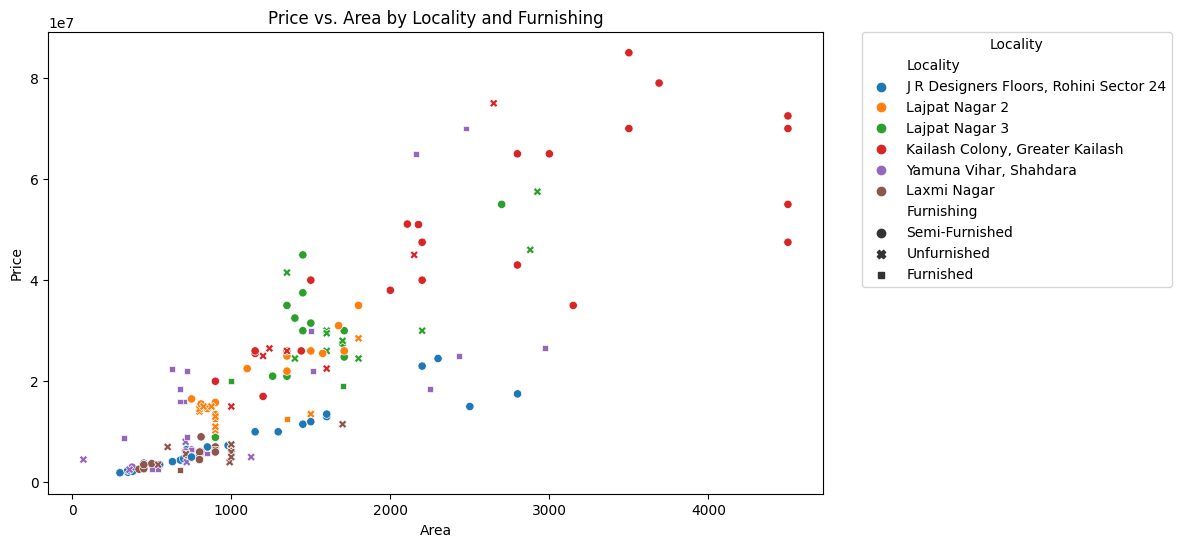 Price vs. Area by Locality and Furnishing
1e7
8
6
4
2
0
Price
0 1000 2000 3000 4000
Area
Locality
Locality
J R Designers Floors, Rohini Sector 24
Lajpat Nagar 2
Lajpat Nagar 3
Kailash Colony, Greater Kailash
Yamuna Vihar, Shahdara
Laxmi Nagar
Furnishing
Semi-Furnished
Unfurnished
Furnished